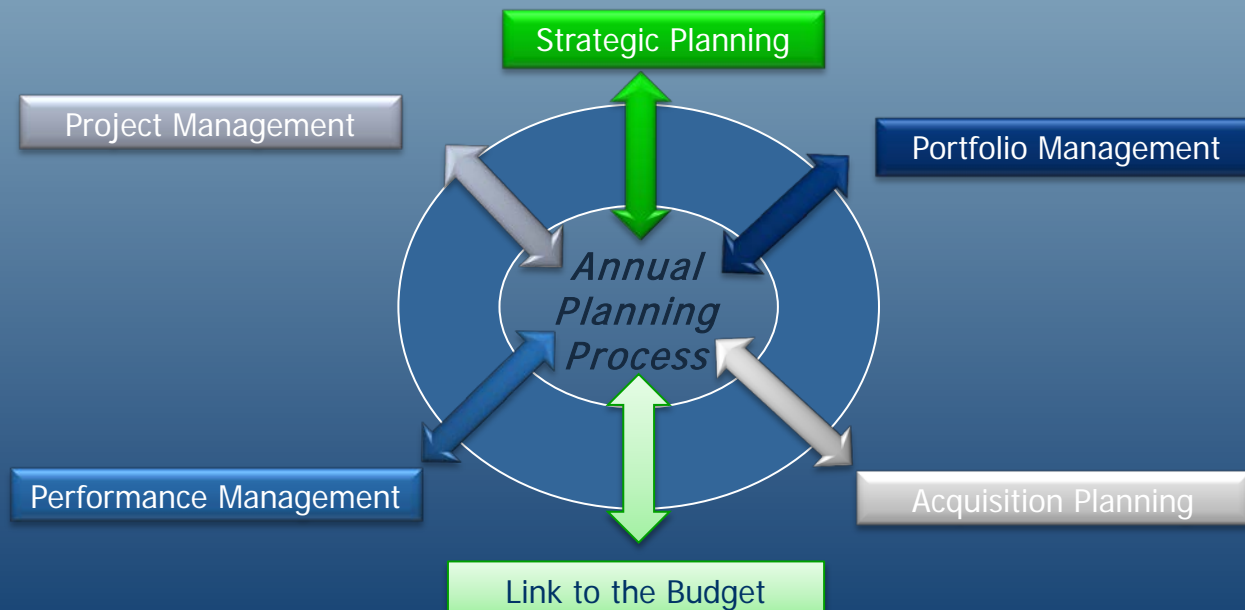 Strategic Planning
Project Management
Portfolio Management
Annual
Planning
Process
Performance Management
Acquisition Planning
Link to the Budget